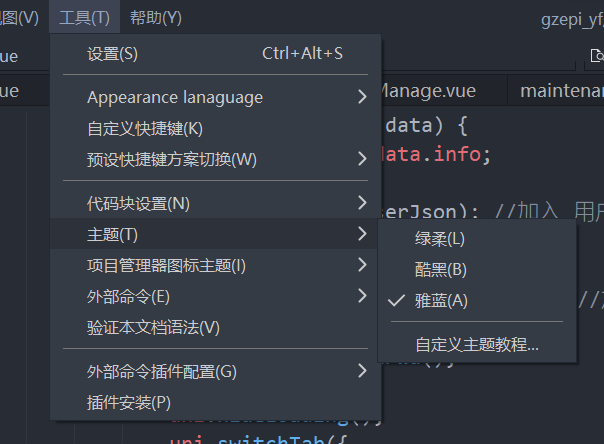 图(V) 工具(T) 帮助(Y) gzepi_yf
ue
设置(S) Ctrl+Alt+S
ue Manage.vue maintenan
Appearance lanaguage
data) {
自定义快捷键(K)
data.info;
预设快捷键方案切换(W)
代码块设置(N)
erJson); //加入 用户
主题(T)
绿柔(L)
项目管理器图标主题(I)
酷黑(B)
外部命令(E)
雅蓝(A)
//
验证本文档语法(V)
自定义主题教程...
();
外部命令插件配置(G)
插件安装(P)
uni.switchTab({